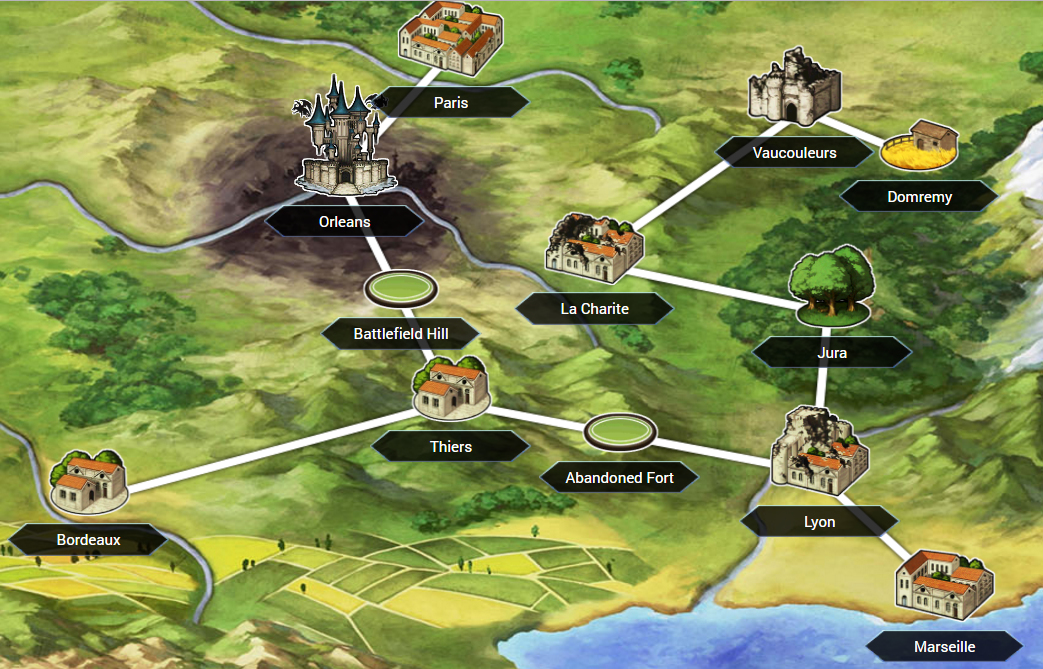 Paris
Vaucouleurs
Domremy
Orleans
La Charite
Battlefield Hill
Jura
Thiers
Abandoned Fort
Lyon
Bordeaux
Marseille